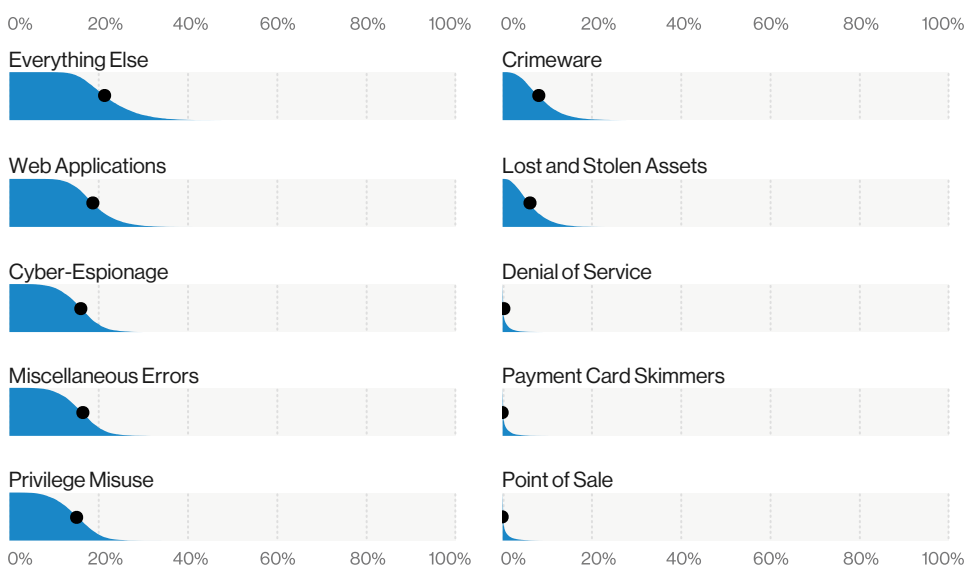 0% 20% 40% 60% 80% 100%
Everything Else
Web Applications
Cyber-Espionage
Miscellaneous Errors
Privilege Misuse
0% 20% 40% 60% 80% 100%
0% 20% 40% 60% 80% 100%
Crimeware
Lost and Stolen Assets
Denial of Service
Payment Card Skimmers
Point of Sale
0% 20% 40% 60% 80% 100%